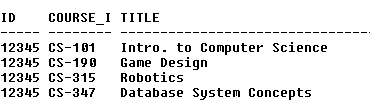 ID    COURSE_I TITLE
----- -------- --------------------------------
12345 CS-101   Intro. to Computer Science
12345 CS-190   Game Design
12345 CS-315   Robotics
12345 CS-347   Database System Concepts